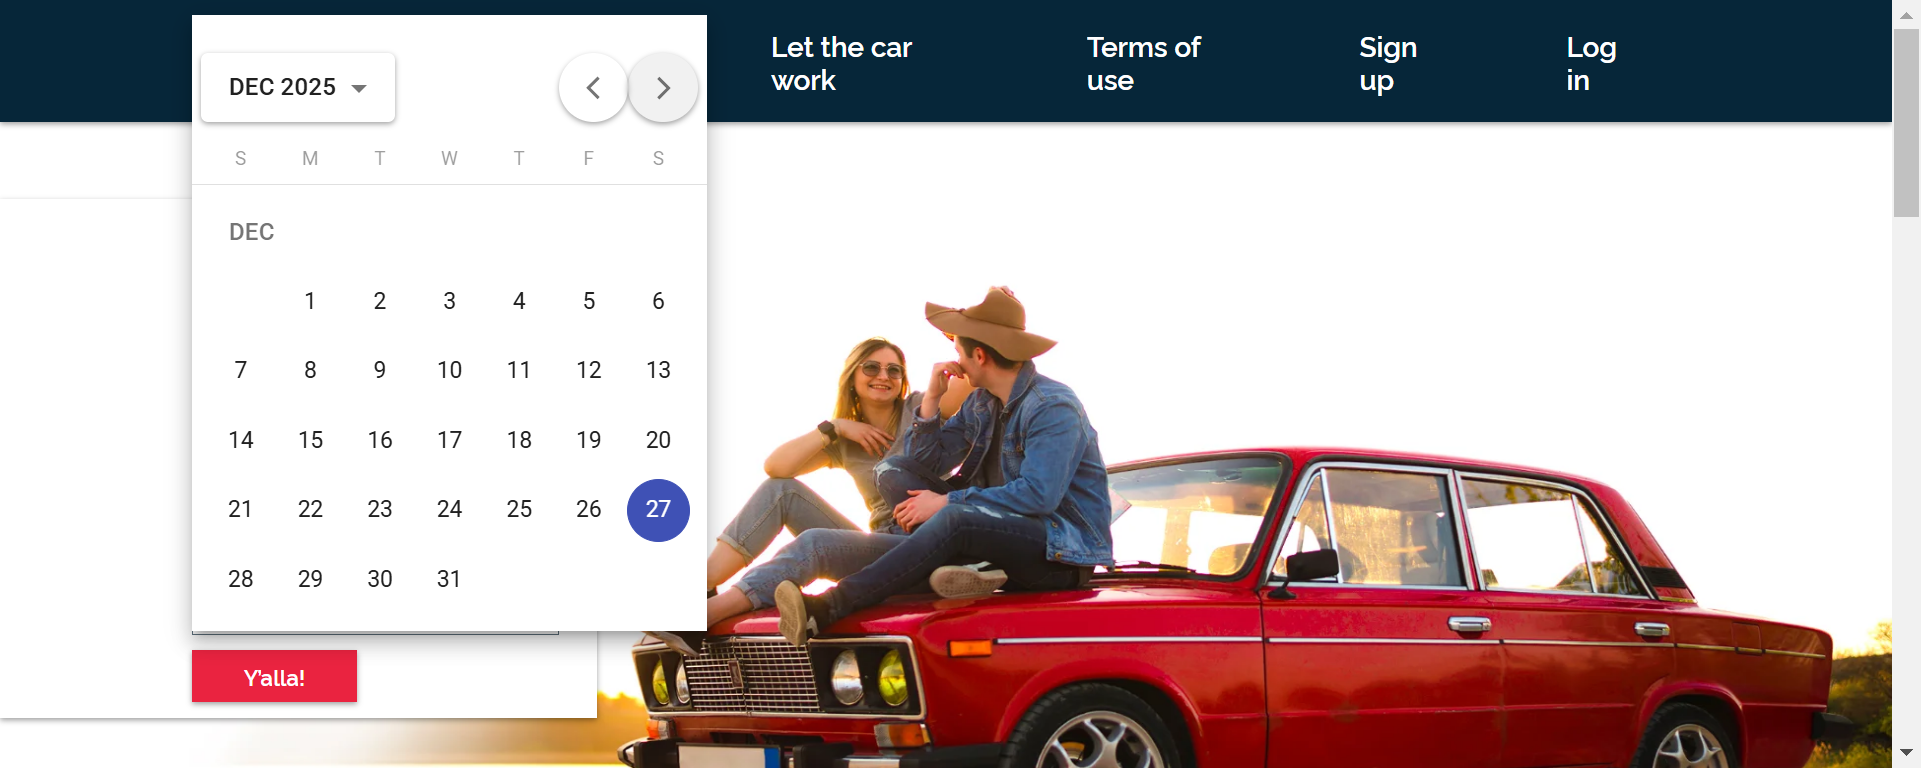 Let the car
work
Terms of
use
Sign
up
Log
in
DEC 2025
S M T W T F S
DEC
1 2 3 4 5 6
7 8 9 10 11 12 13
14 15 16 17 18 19 20
21 22 23 24 25 26 27
28 29 30 31
Y'alla!